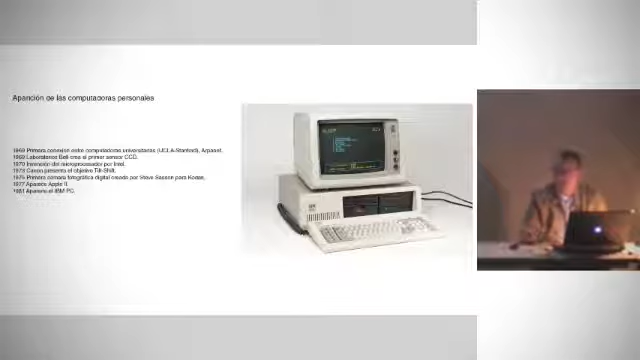 Aparición de las computadoras personales
1969 Primera conexión entre computadoras universitarias (UCLA-Stanford), Arpanet.
1969 Laboratorios Bell crea el primer sensor CCD.
1970 Invención del microprocesador por Intel.
1973 Canon presenta el objetivo Tilt-Shift.
1975 Primera cámara fotográfica digital creada por Steve Sasson para Kodak.
1977 Aparato Apple II.
1981 Aparece el IBM PC.